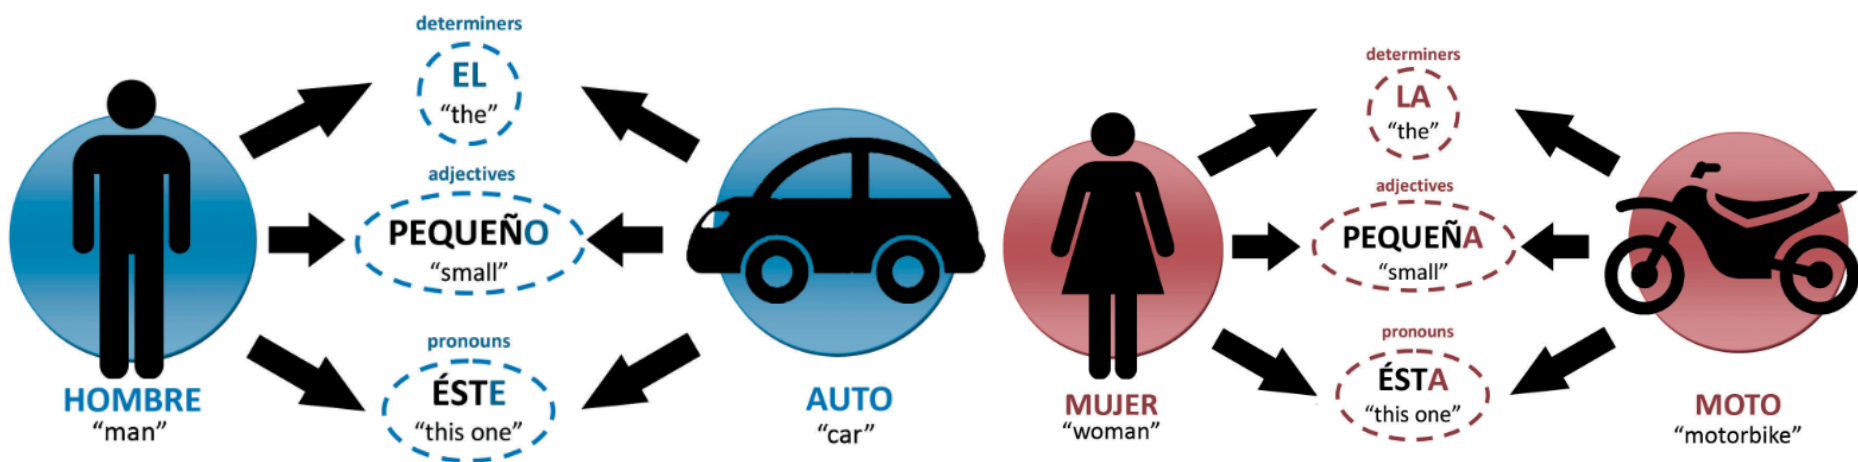 determiners
EL
“the”
adjectives
PEQUEÑO
“small”
pronouns
ÉSTE
“this one”
HOMBRE
“man”
AUTO
“car”
determiners
LA
“the”
adjectives
PEQUEÑA
“small”
pronouns
ÉSTA
“this one”
MUJER
“woman”
MOTO
“motorbike”